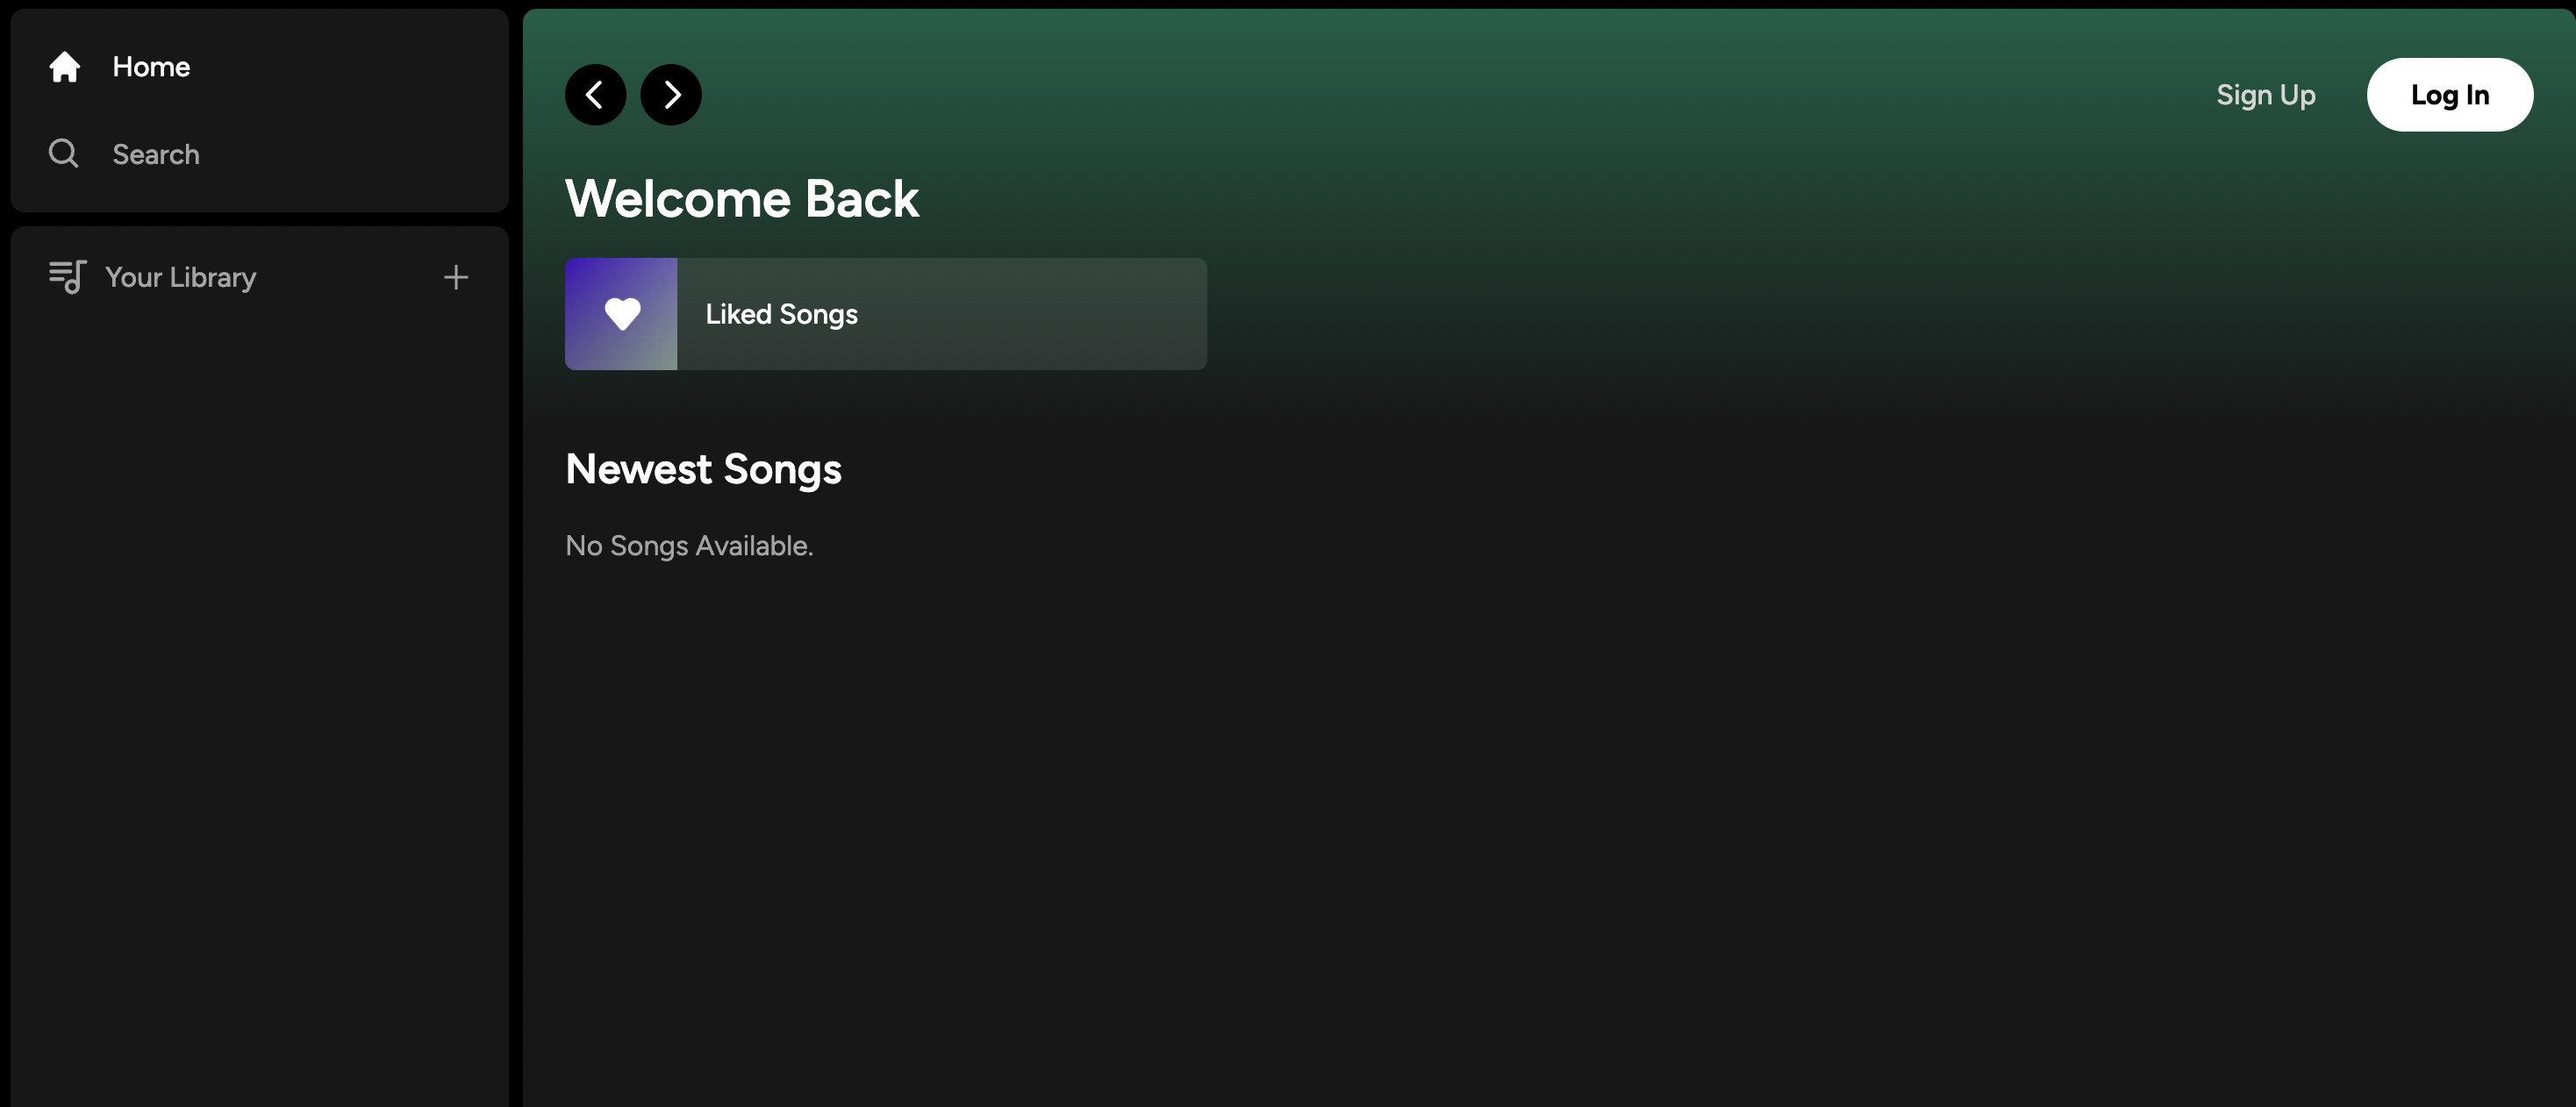 Home
Search
Your Library
Sign Up
Log In
Welcome Back
Liked Songs
Newest Songs
No Songs Available.